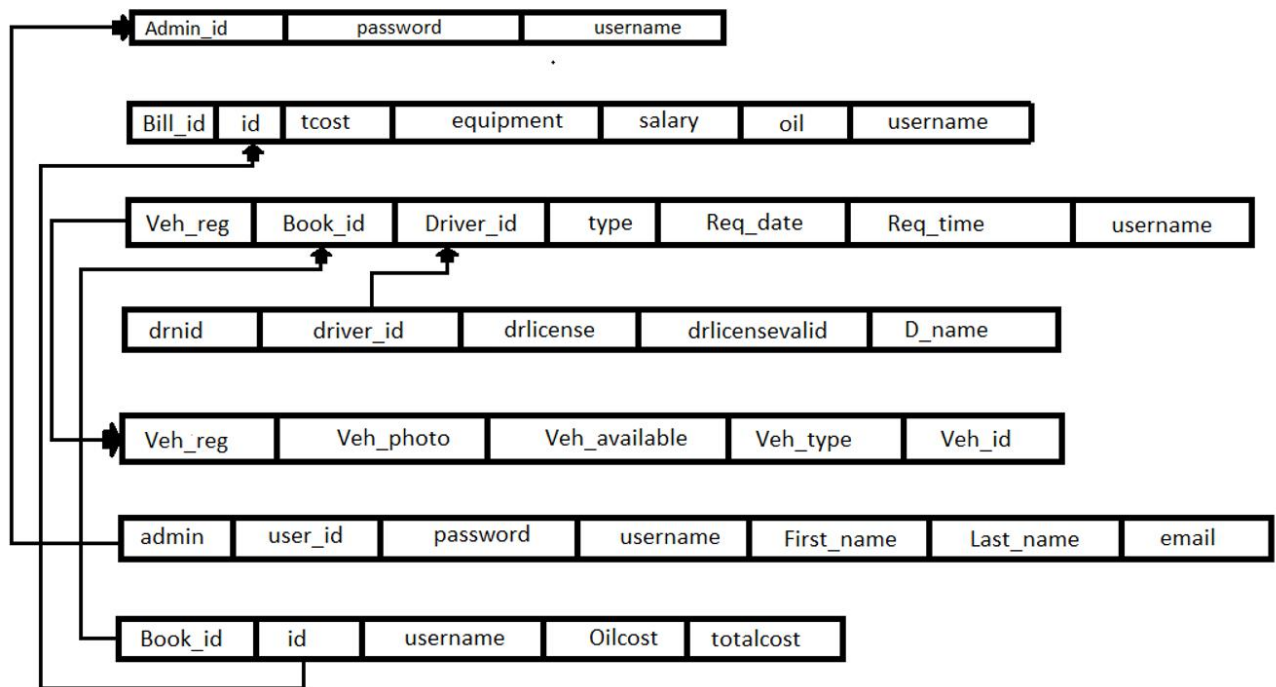 Admin_id password username
Bill_id id tcost equipment salary oil username
Veh_reg Book_id Driver_id type Req_date Req_time username
drnid driver_id drlicense drlicensevalid D_name
Veh_reg Veh_photo Veh_available Veh_type Veh_id
admin user_id password username First_name Last_name email
Book_id id username Oilcost totalcost